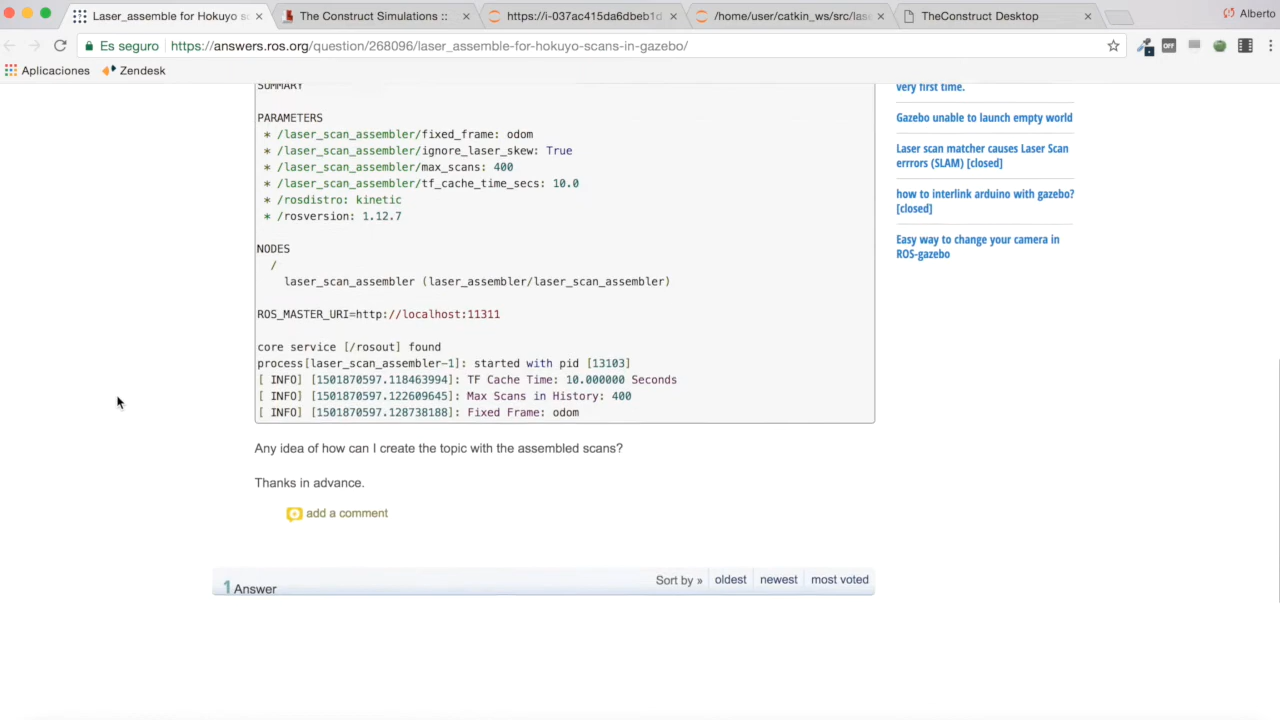 Laser_assemble for Hokuyo sc
The Construct Simulations ::
https://i-037ac415da6dbeb1d
/home/user/catkin_ws/src/lase
TheConstruct Desktop
Alberto
Es seguro
https://answers.ros.org/question/268096/laser_assemble-for-hokuyo-scans-in-gazebo/
OFF
Aplicaciones
Zendesk
SUMMARY
PARAMETERS
* /laser_scan_assembler/fixed_frame: odom
* /laser_scan_assembler/ignore_laser_skew: True
* /laser_scan_assembler/max_scans: 400
* /laser_scan_assembler/tf_cache_time_secs: 10.0
* /rosdistro: kinetic
* /rosversion: 1.12.7
NODES
/
laser_scan_assembler (laser_assembler/laser_scan_assembler)
ROS_MASTER_URI=http://localhost:11311
core service [/rosout] found
process[laser_scan_assembler-1]: started with pid [13103]
[ INFO] [1501870597.118463994]: TF Cache Time: 10.000000 Seconds
[ INFO] [1501870597.122609645]: Max Scans in History: 400
[ INFO] [1501870597.128738188]: Fixed Frame: odom
Any idea of how can I create the topic with the assembled scans?
Thanks in advance.
add a comment
1 Answer
Sort by » oldest newest most voted
very first time.
Gazebo unable to launch empty world
Laser scan matcher causes Laser Scan
errrors (SLAM) [closed]
how to interlink arduino with gazebo?
[closed]
Easy way to change your camera in
ROS-gazebo